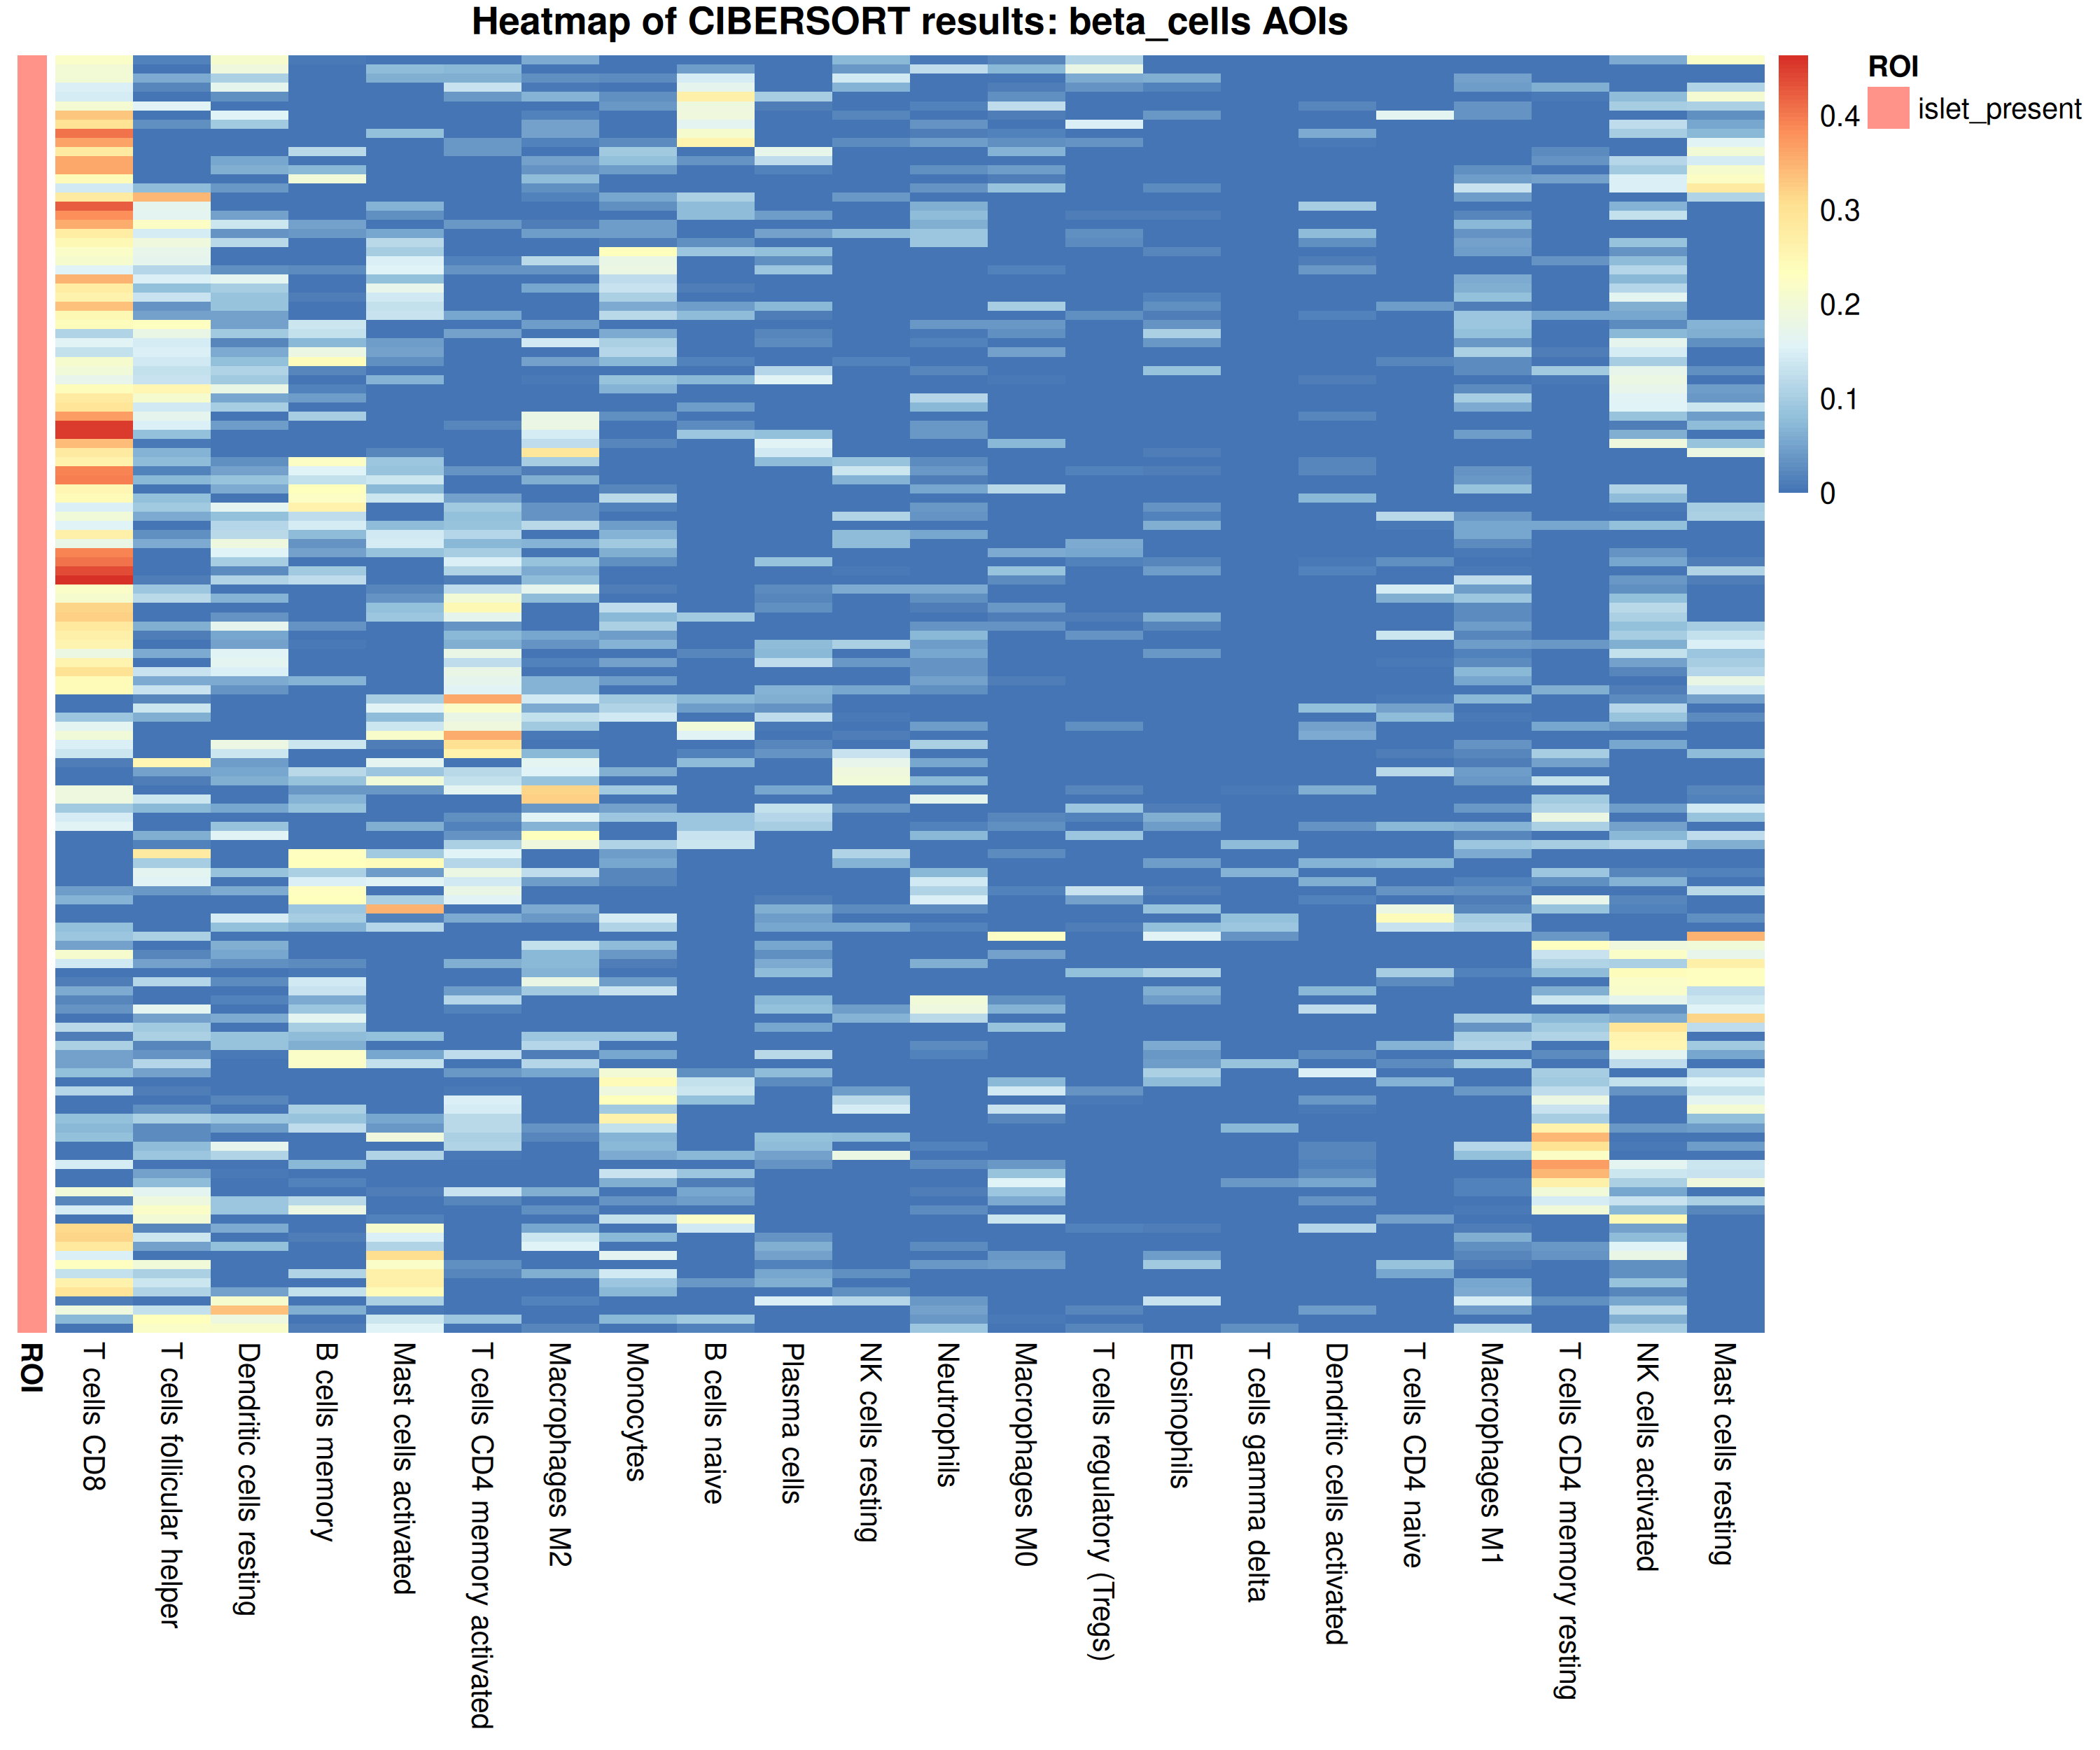 Heatmap of CIBERSORT results: beta_cells AOIs
ROI
islet_present
0.4
0.3
0.2
0.1
0
ROI
T cells CD8
T cells follicular helper
Dendritic cells resting
B cells memory
Mast cells activated
T cells CD4 memory activated
Macrophages M2
Monocytes
B cells naive
Plasma cells
NK cells resting
Neutrophils
Macrophages M0
T cells regulatory (Tregs)
Eosinophils
T cells gamma delta
Dendritic cells activated
T cells CD4 naive
Macrophages M1
T cells CD4 memory resting
NK cells activated
Mast cells resting